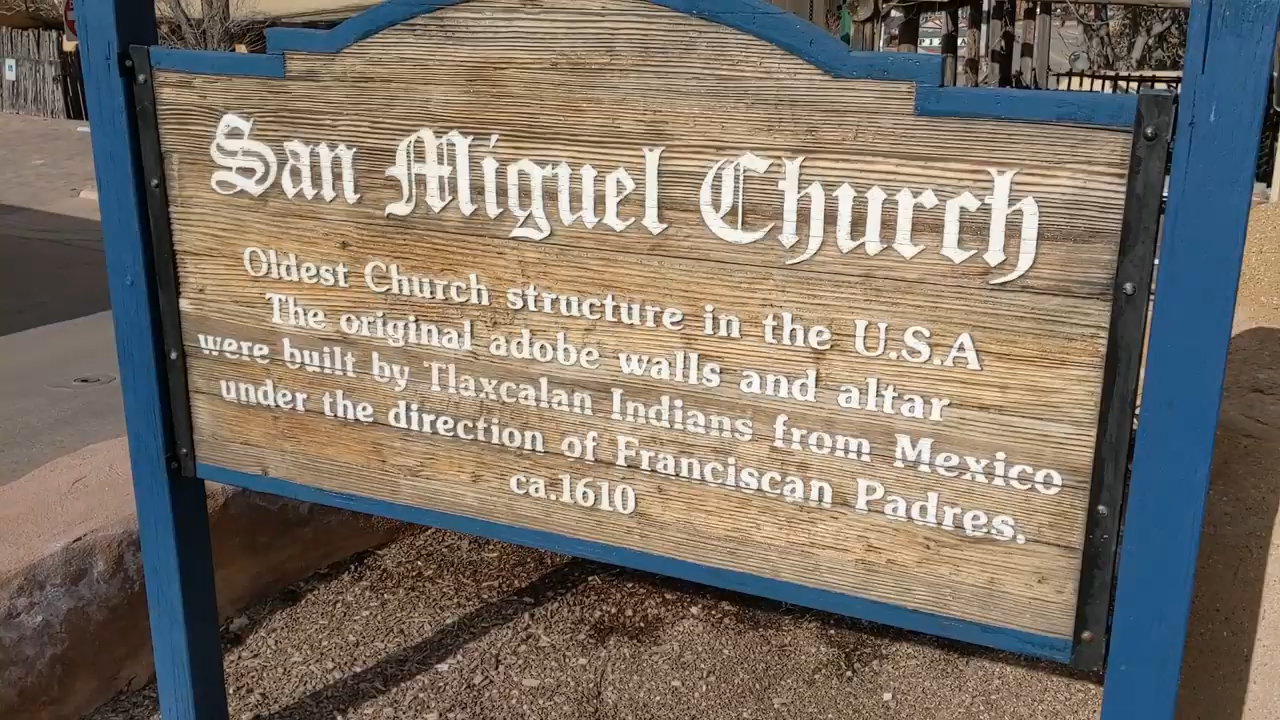 San Miguel Church
Oldest Church structure in the U.S.A
The original adobe walls and altar
were built by Tlaxcalan Indians from Mexico
under the direction of Franciscan Padres.
ca.1610